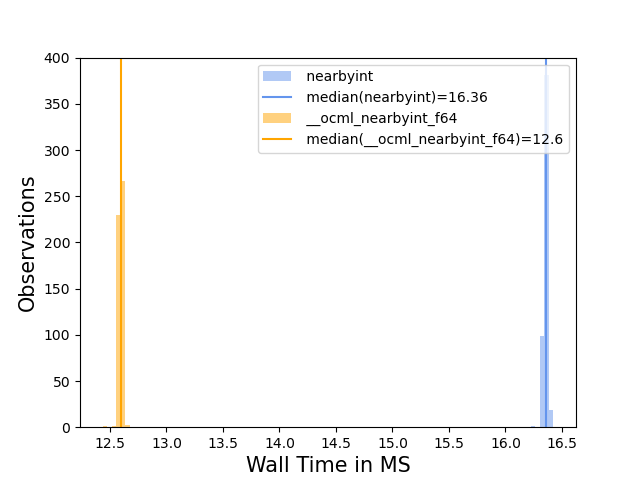 400
350
300
250
200
150
100
50
0
Observations
nearbyint
median(nearbyint)=16.36
__ocml_nearbyint_f64
median(__ocml_nearbyint_f64)=12.6
12.5 13.0 13.5 14.0 14.5 15.0 15.5 16.0 16.5
Wall Time in MS